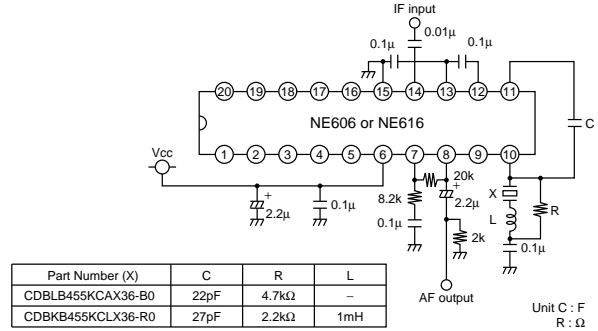 IF input
0.01μ
0.1μ
0.1μ
20 19 18 17 16 15 14 13 12 11
C
NE606 or NE616
1 2 3 4 5 6 7 8 9 10
Vcc
20k
+
2.2μ
0.1μ
8.2k
+
2.2μ
X
L
R
0.1μ
2k
0.1μ
AF output
Part Number (X) C R L
CDBLB455KCAX36-B0 22pF 4.7kΩ –
CDBKB455KCLX36-R0 27pF 2.2kΩ 1mH
Unit C : F
R : Ω